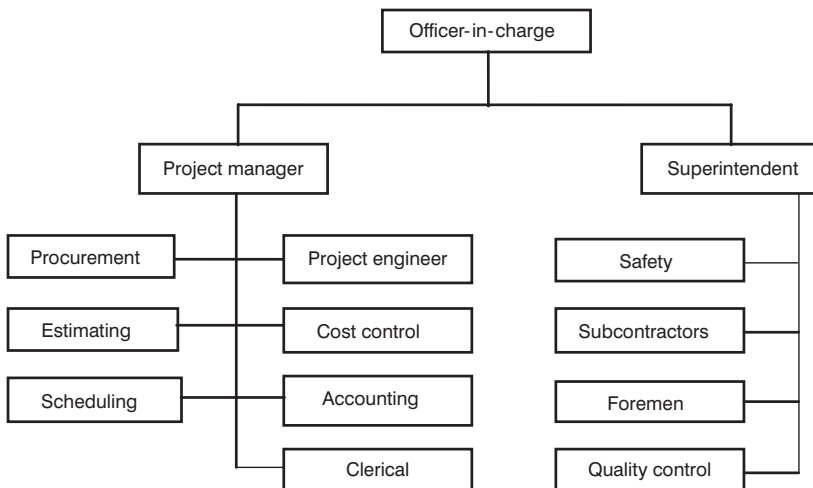 Officer-in-charge
Project manager
Superintendent
Procurement
Project engineer
Safety
Estimating
Cost control
Subcontractors
Scheduling
Accounting
Foremen
Clerical
Quality control